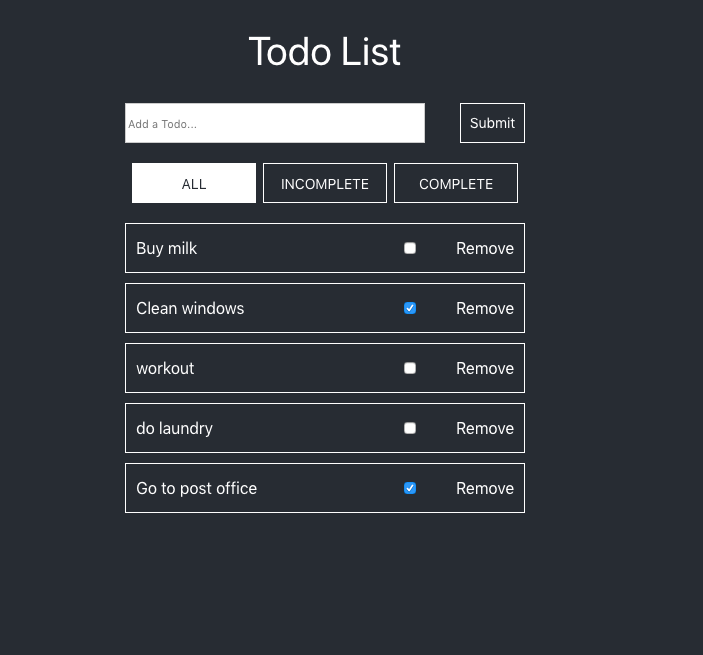 Todo List
Add a Todo... Submit
ALL INCOMPLETE COMPLETE
Buy milk Remove
Clean windows Remove
workout Remove
do laundry Remove
Go to post office Remove